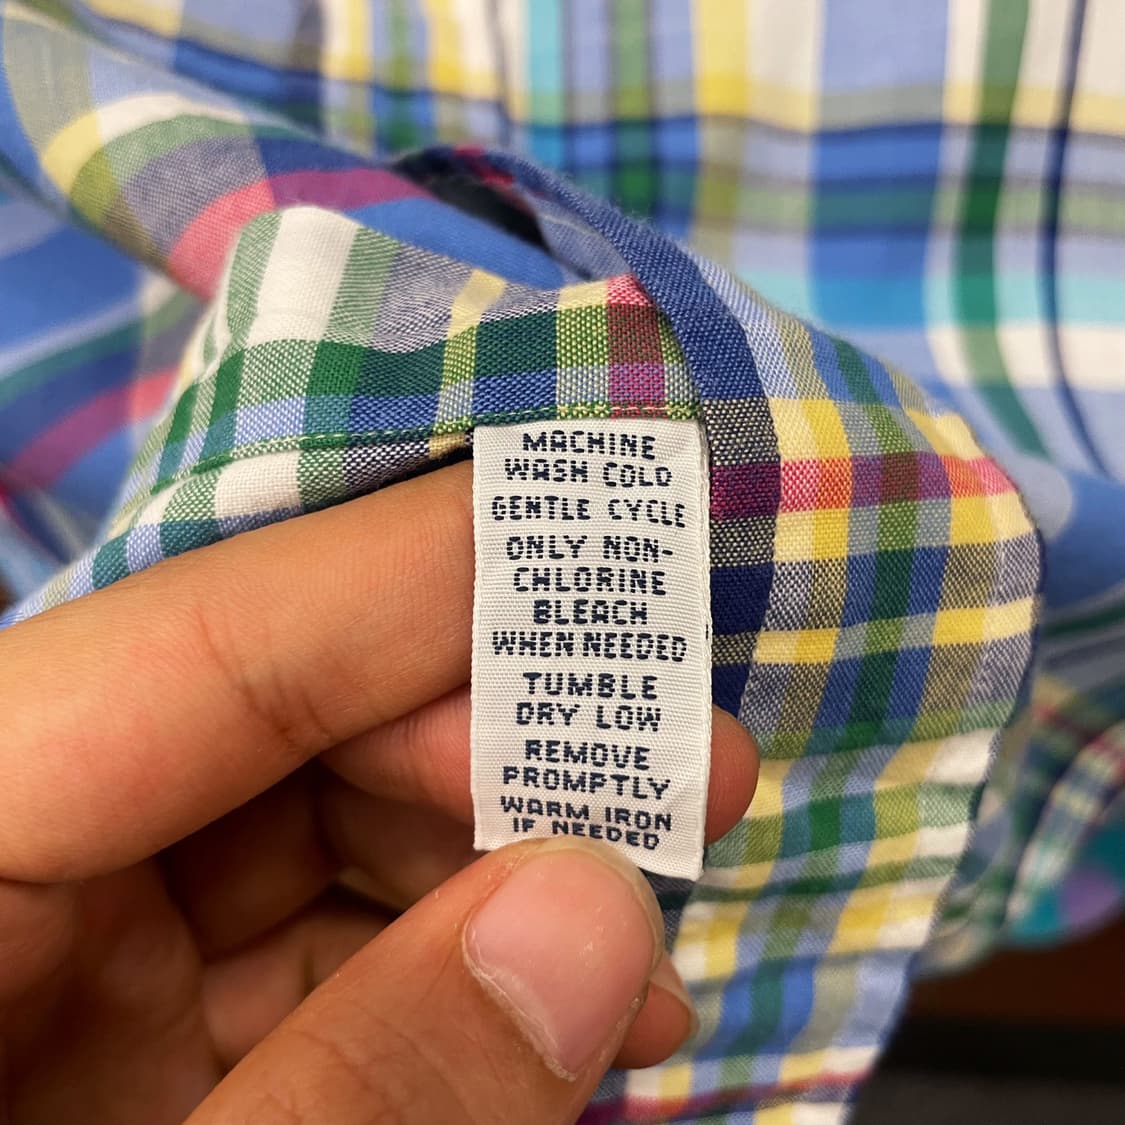 MACHINE
WASH COLD
GENTLE CYCLE
ONLY NON-
CHLORINE
BLEACH
WHEN NEEDED
TUMBLE
DRY LOW
REMOVE
PROMPTLY
WARM IRON
IF NEEDED